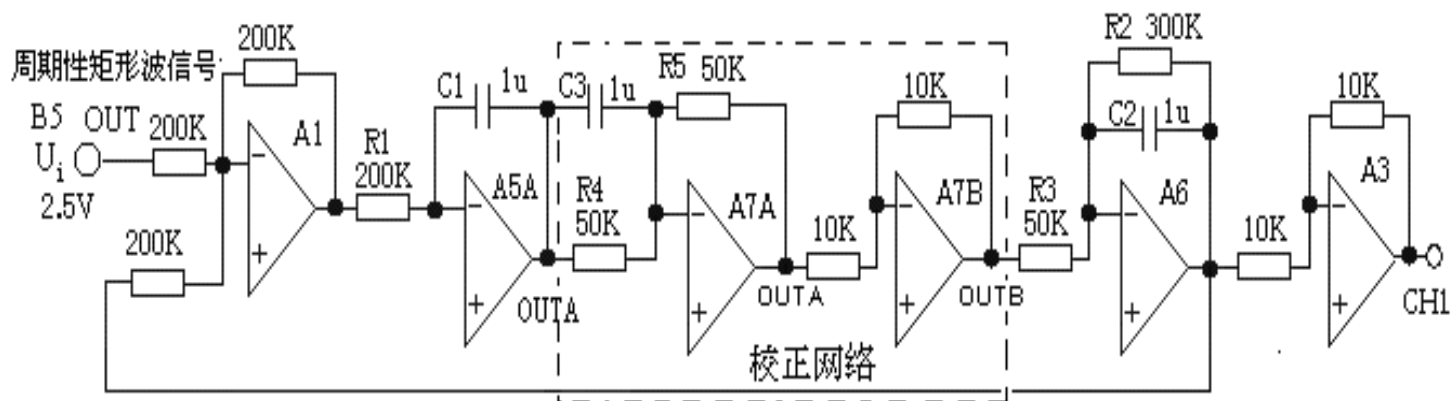 周期性矩形波信号
B5 OUT
Ui
2.5V
200K
200K
200K
A1
+
R1
200K
C1 1u
A5A
+
OUTA
C3 1u
R4
50K
R5 50K
A7A
+
OUTA
10K
10K
A7B
+
OUTB
校正网络
R3
50K
R2 300K
C2 1u
A6
+
10K
10K
A3
+
CH1